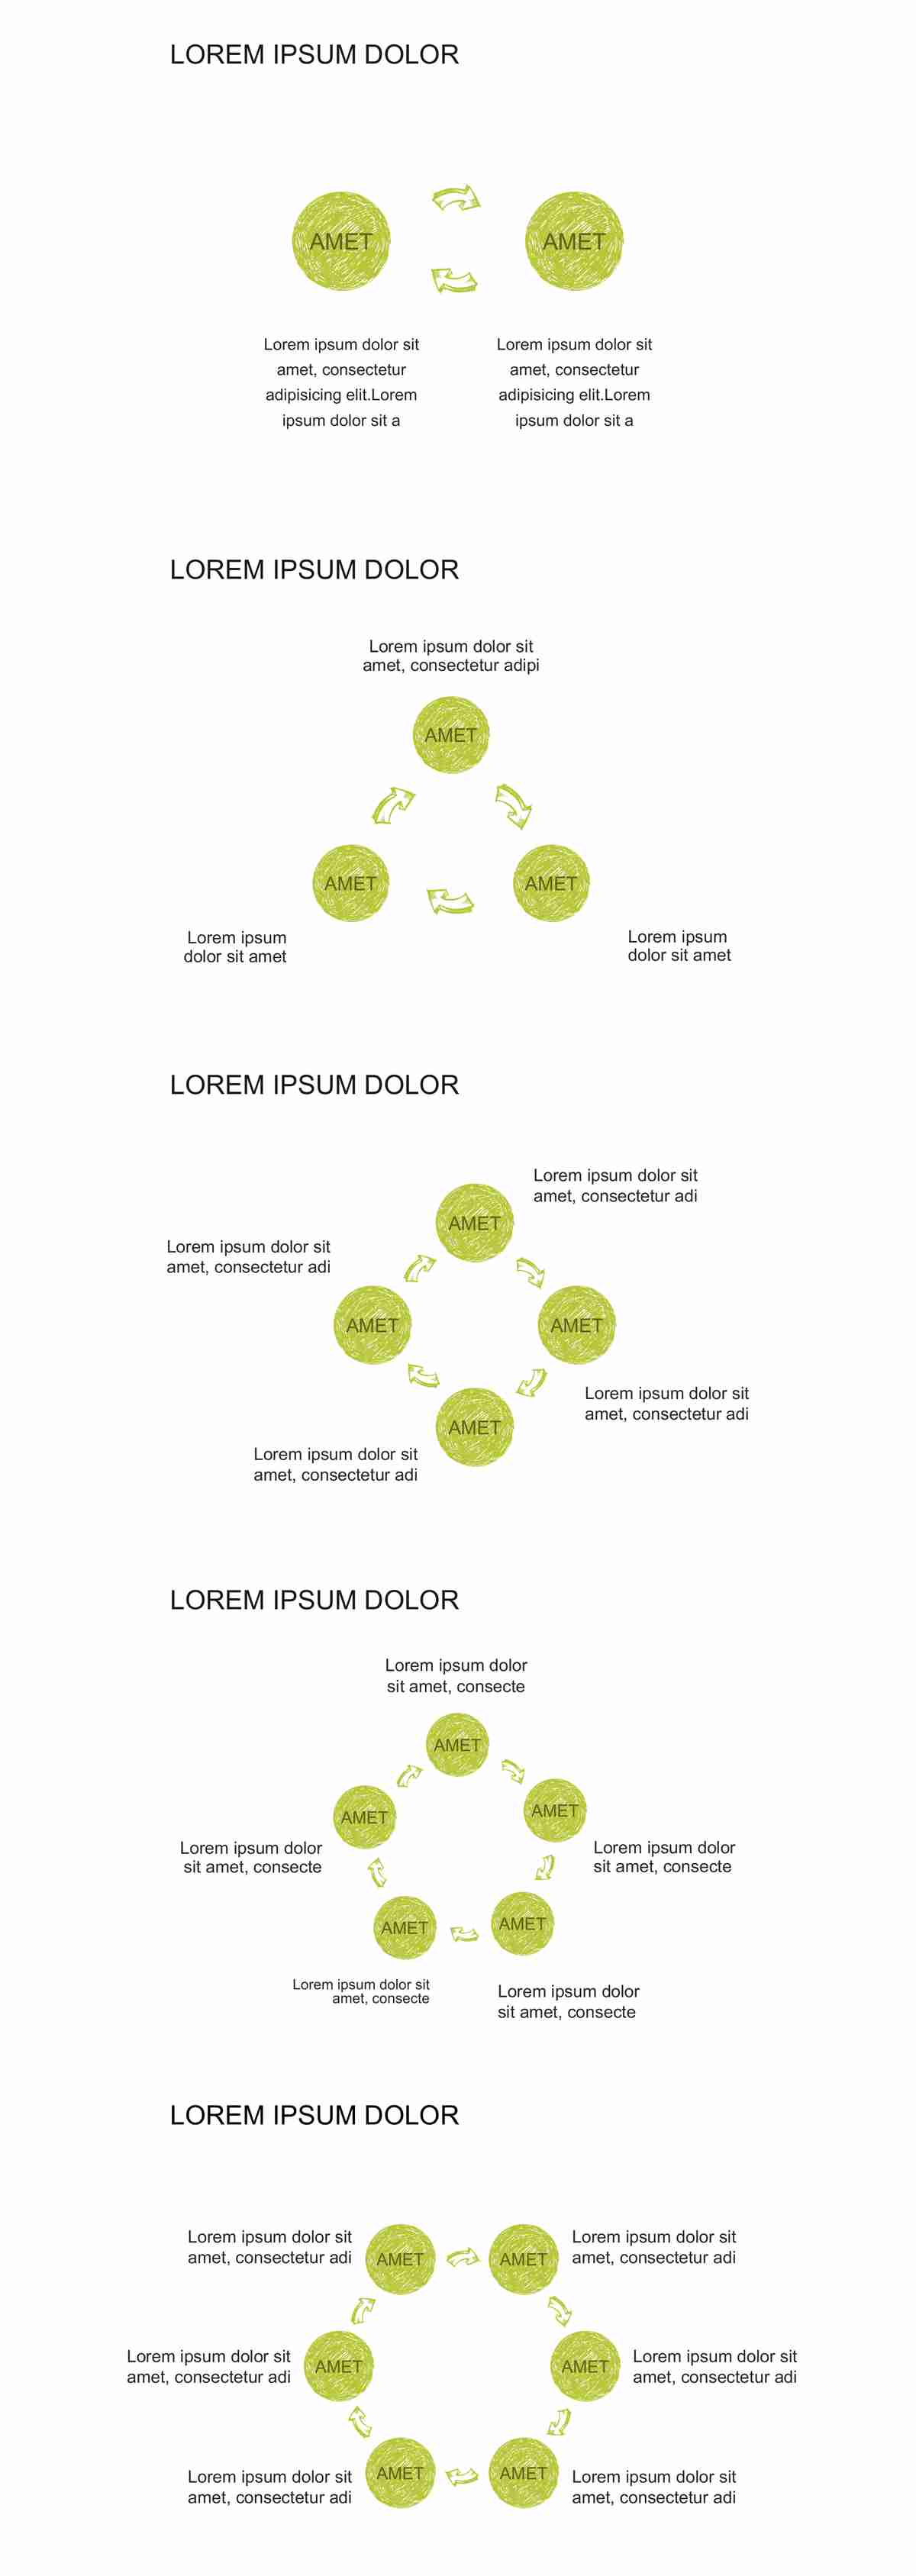 LOREM IPSUM DOLOR
AMET
AMET
Lorem ipsum dolor sit
amet, consectetur
adipisicing elit.Lorem
ipsum dolor sit a
Lorem ipsum dolor sit
amet, consectetur
adipisicing elit.Lorem
ipsum dolor sit a
LOREM IPSUM DOLOR
Lorem ipsum dolor sit
amet, consectetur adipi
AMET
AMET
AMET
Lorem ipsum
dolor sit amet
Lorem ipsum
dolor sit amet
LOREM IPSUM DOLOR
Lorem ipsum dolor sit
amet, consectetur adi
AMET
Lorem ipsum dolor sit
amet, consectetur adi
AMET
AMET
Lorem ipsum dolor sit
amet, consectetur adi
AMET
Lorem ipsum dolor sit
amet, consectetur adi
LOREM IPSUM DOLOR
Lorem ipsum dolor
sit amet, consecte
AMET
AMET
AMET
Lorem ipsum dolor
sit amet, consecte
Lorem ipsum dolor
sit amet, consecte
AMET
AMET
Lorem ipsum dolor sit
amet, consecte
Lorem ipsum dolor
sit amet, consecte
LOREM IPSUM DOLOR
Lorem ipsum dolor sit
amet, consectetur adi
AMET
AMET
Lorem ipsum dolor sit
amet, consectetur adi
Lorem ipsum dolor sit
amet, consectetur adi
AMET
AMET
Lorem ipsum dolor sit
amet, consectetur adi
Lorem ipsum dolor sit
amet, consectetur adi
AMET
AMET
Lorem ipsum dolor sit
amet, consectetur adi